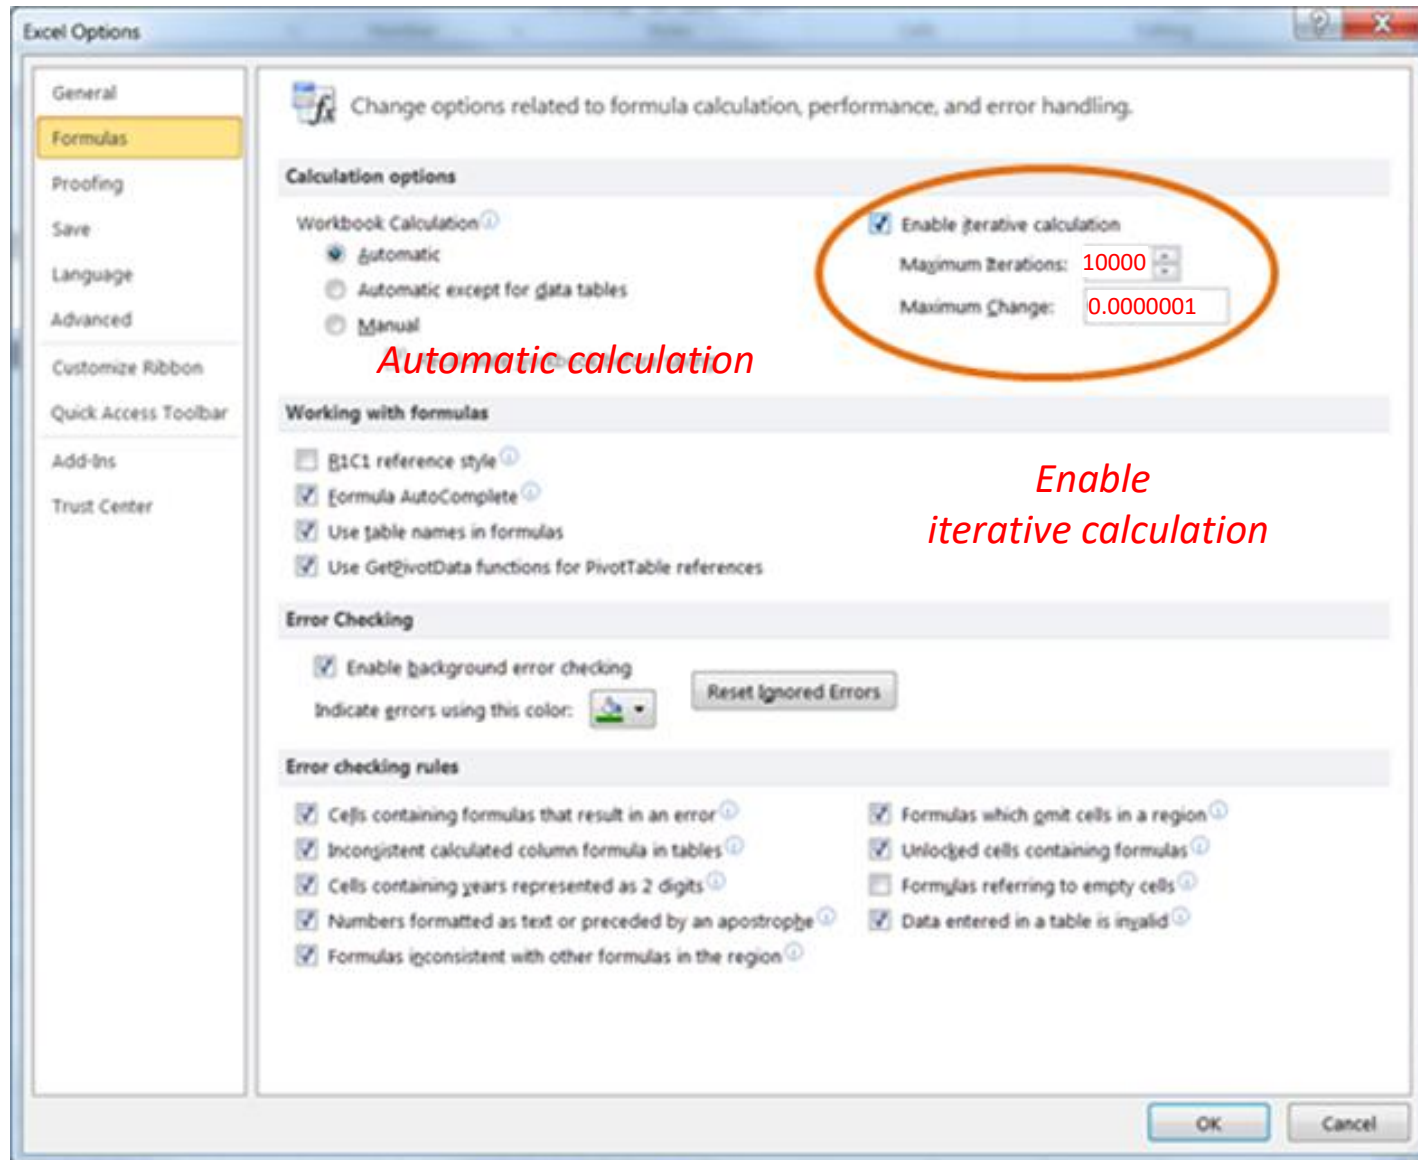 Excel Options
General
Formulas
Proofing
Save
Language
Advanced
Customize Ribbon
Quick Access Toolbar
Add-Ins
Trust Center
Change options related to formula calculation, performance, and error handling.
Calculation options
Workbook Calculation
Automatic
Automatic except for data tables
Manual
Automatic calculation
Enable iterative calculation
Maximum Iterations: 10000
Maximum Change: 0.0000001
Working with formulas
R1C1 reference style
Formula AutoComplete
Use table names in formulas
Use GetPivotData functions for PivotTable references
Enable
iterative calculation
Error Checking
Enable background error checking
Indicate errors using this color:
Reset Ignored Errors
Error checking rules
Cells containing formulas that result in an error
Inconsistent calculated column formula in tables
Cells containing years represented as 2 digits
Numbers formatted as text or preceded by an apostrophe
Formulas inconsistent with other formulas in the region
Formulas which omit cells in a region
Unlocked cells containing formulas
Formulas referring to empty cells
Data entered in a table is invalid
OK
Cancel